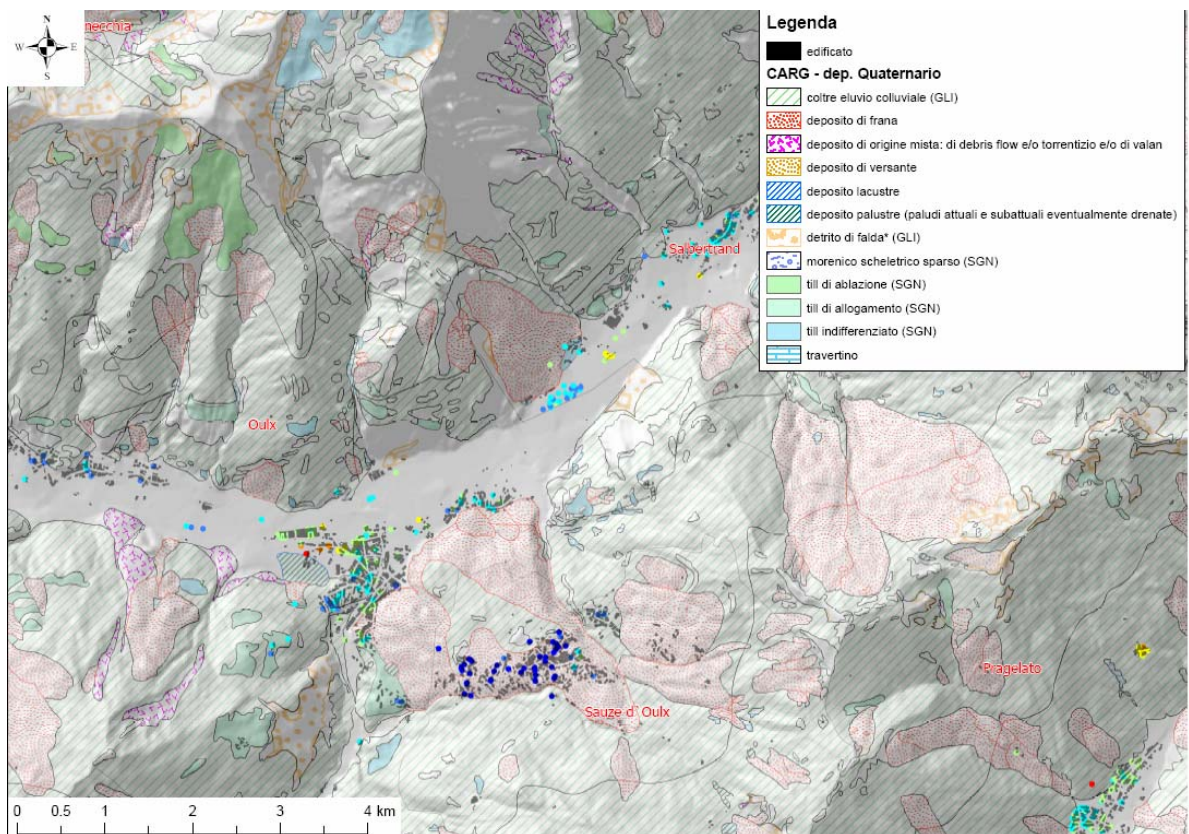 necchia
N
W E
S
Legenda
edificato
CARG - dep. Quaternario
coltre eluvio colluviale (GLI)
deposito di frana
deposito di origine mista: di debris flow e/o torrentizio e/o di valan
deposito di versante
deposito lacustre
deposito palustre (paludi attuali e subattuali eventualmente drenate)
detrito di falda* (GLI)
morenico scheletrico sparso (SGN)
till di ablazione (SGN)
till di allogamento (SGN)
till indifferenziato (SGN)
travertino
Salbertrand
Oulx
Pragelato
Sauze d' Oulx
0 0.5 1 2 3 4 km